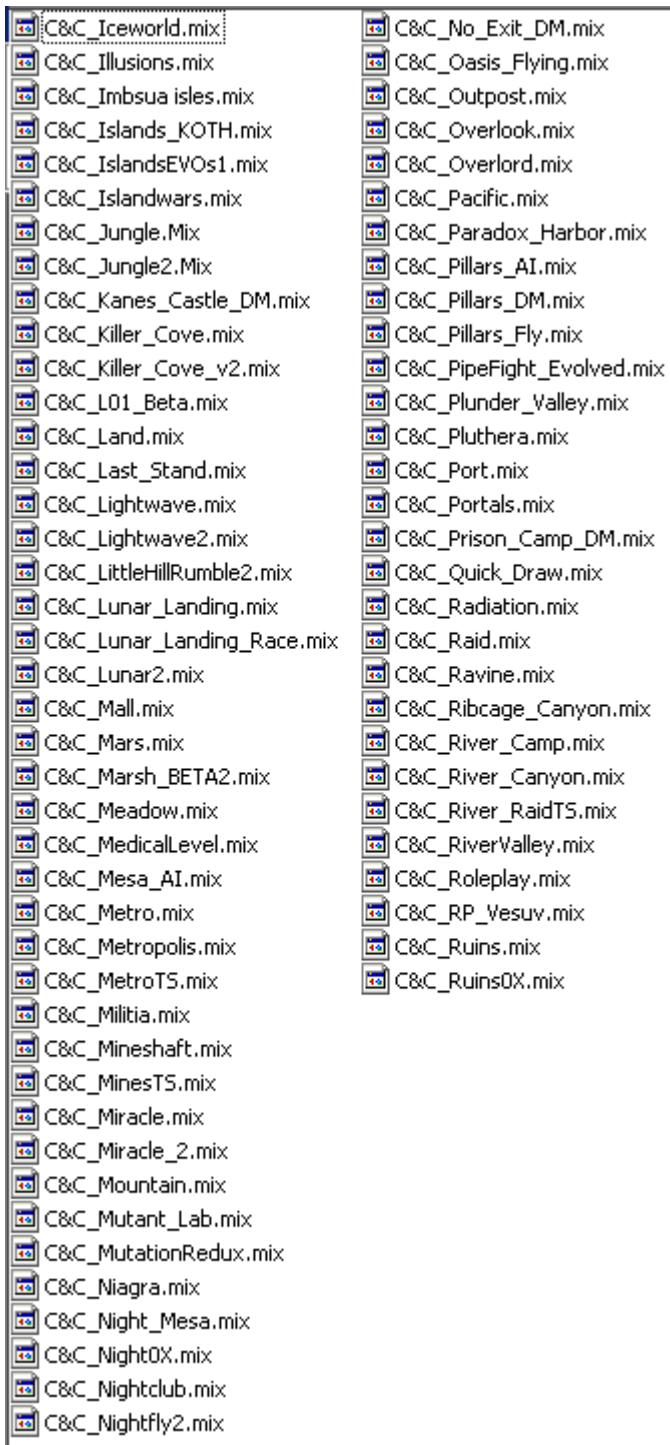 C&C_Iceworld.mix
C&C_Illusions.mix
C&C_Imbsua isles.mix
C&C_Islands_KOTH.mix
C&C_IslandsEVOs1.mix
C&C_Islandwars.mix
C&C_Jungle.Mix
C&C_Jungle2.Mix
C&C_Kanes_Castle_DM.mix
C&C_Killer_Cove.mix
C&C_Killer_Cove_v2.mix
C&C_L01_Beta.mix
C&C_Land.mix
C&C_Last_Stand.mix
C&C_Lightwave.mix
C&C_Lightwave2.mix
C&C_LittleHillRumble2.mix
C&C_Lunar_Landing.mix
C&C_Lunar_Landing_Race.mix
C&C_Lunar2.mix
C&C_Mall.mix
C&C_Mars.mix
C&C_Marsh_BETA2.mix
C&C_Meadow.mix
C&C_MedicalLevel.mix
C&C_Mesa_AI.mix
C&C_Metro.mix
C&C_Metropolis.mix
C&C_MetroTS.mix
C&C_Militia.mix
C&C_Mineshaft.mix
C&C_MinesTS.mix
C&C_Miracle.mix
C&C_Miracle_2.mix
C&C_Mountain.mix
C&C_Mutant_Lab.mix
C&C_MutationRedux.mix
C&C_Niagra.mix
C&C_Night_Mesa.mix
C&C_Night0X.mix
C&C_Nightclub.mix
C&C_Nightfly2.mix
C&C_No_Exit_DM.mix
C&C_Oasis_Flying.mix
C&C_Outpost.mix
C&C_Overlook.mix
C&C_Overlord.mix
C&C_Pacific.mix
C&C_Paradox_Harbor.mix
C&C_Pillars_AI.mix
C&C_Pillars_DM.mix
C&C_Pillars_Fly.mix
C&C_PipeFight_Evolved.mix
C&C_Plunder_Valley.mix
C&C_Pluthera.mix
C&C_Port.mix
C&C_Portals.mix
C&C_Prison_Camp_DM.mix
C&C_Quick_Draw.mix
C&C_Radiation.mix
C&C_Raid.mix
C&C_Ravine.mix
C&C_Ribcage_Canyon.mix
C&C_River_Camp.mix
C&C_River_Canyon.mix
C&C_River_RaidTS.mix
C&C_RiverValley.mix
C&C_Roleplay.mix
C&C_RP_Vesuv.mix
C&C_Ruins.mix
C&C_Ruins0X.mix